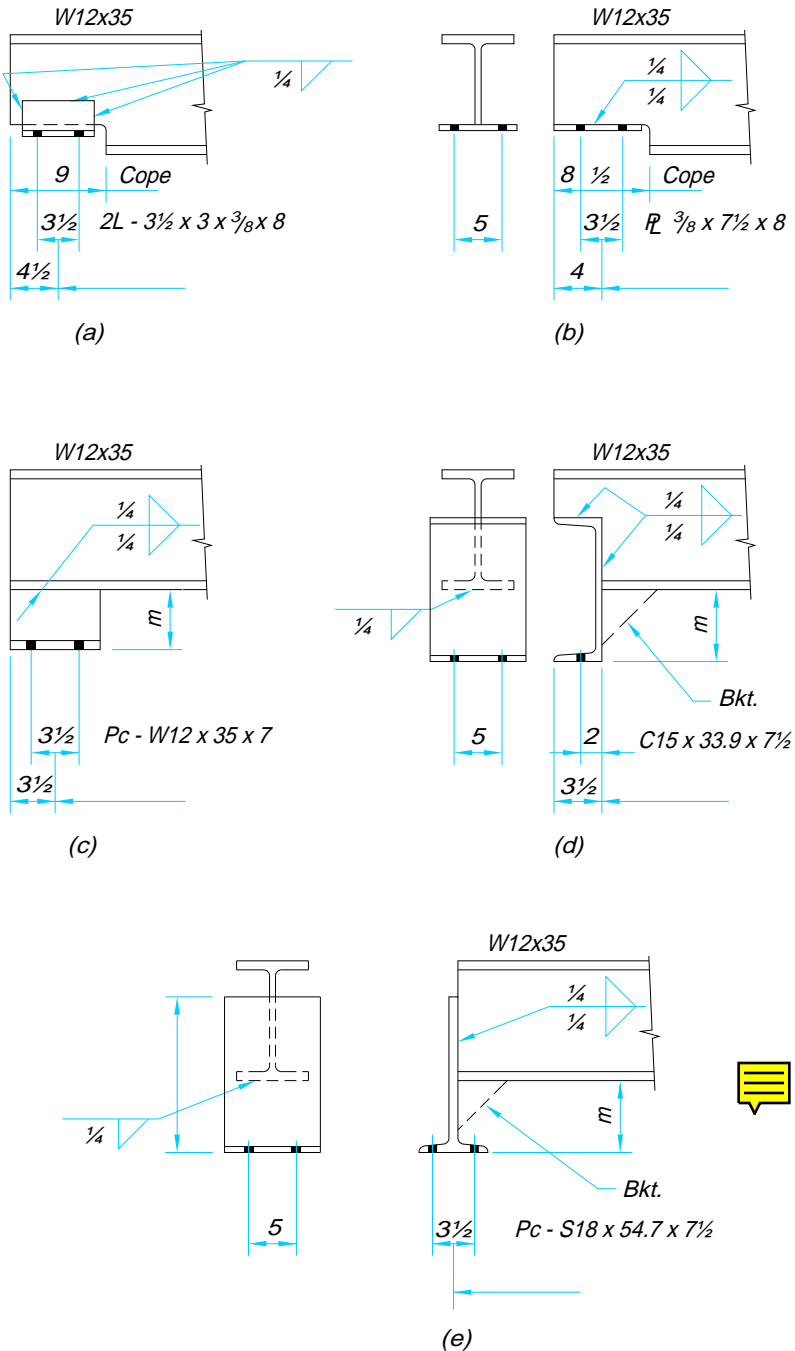 W12x35
¼
9 Cope
3½ 2L - 3½ x 3 x ⅜ x 8
4½
(a)
W12x35
¼
¼
8 ½ Cope
5 3½ ⅊ ⅜ x 7½ x 8
4
(b)
W12x35
¼
¼
m
3½ Pc - W12 x 35 x 7
3½
(c)
W12x35
¼
¼
¼
m
Bkt.
5 2 C15 x 33.9 x 7½
3½
(d)
W12x35
¼
¼
¼
m
Bkt.
5 3½ Pc - S18 x 54.7 x 7½
(e)